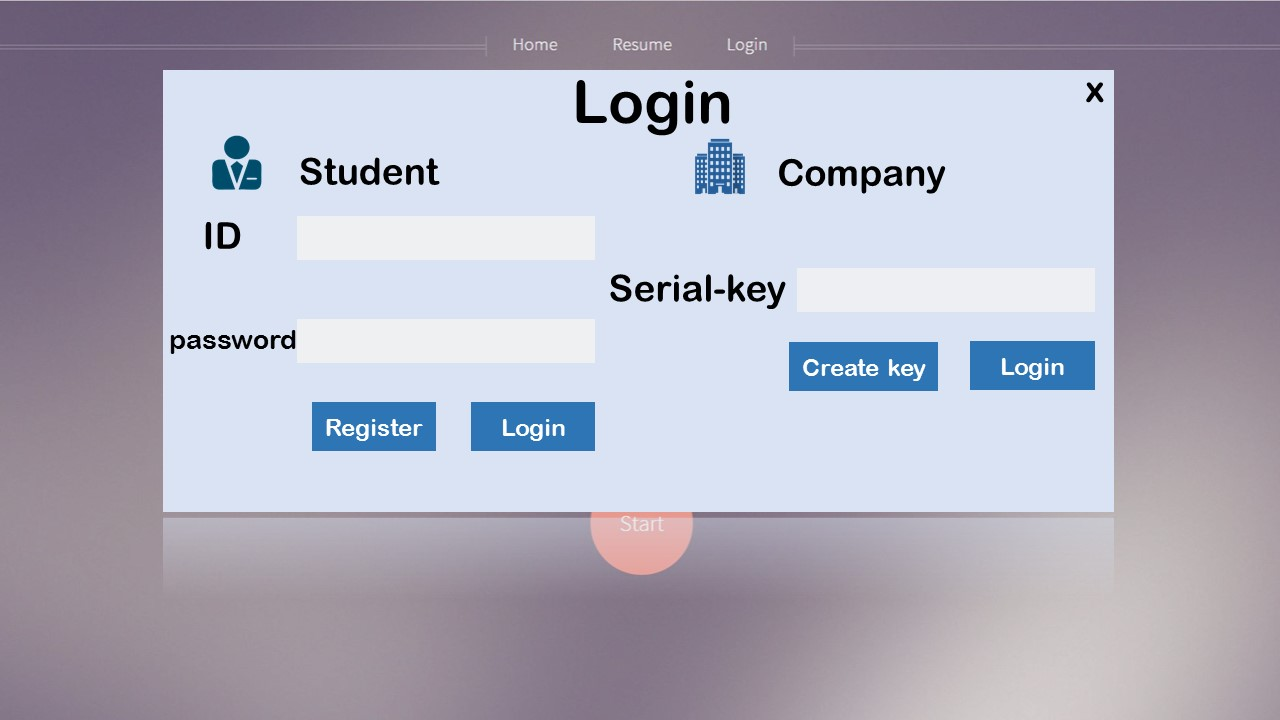 Home Resume Login
Login
x
Student
Company
ID
Serial-key
password
Create key
Login
Register
Login
Start